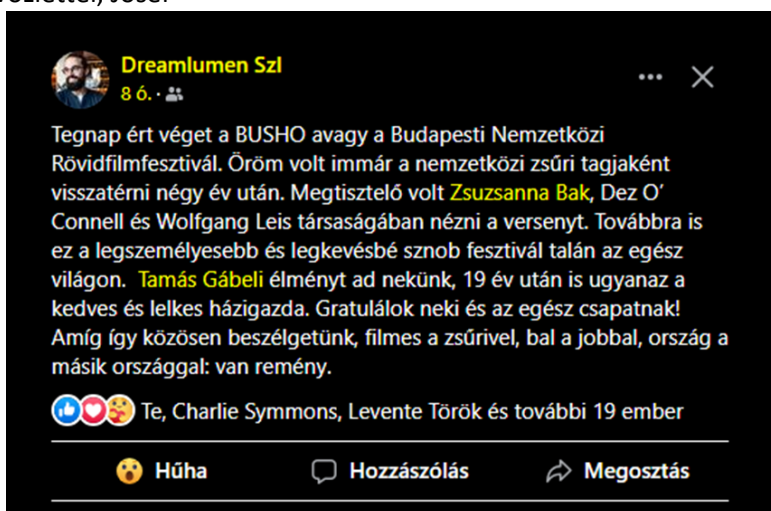 Dreamlumen Szl
8 ó. ·
Tegnap ért véget a BUSHO avagy a Budapesti Nemzetközi
Rövidfilmfesztivál. Öröm volt immár a nemzetközi zsűri tagjaként
visszatérni négy év után. Megtisztelő volt Zsuzsanna Bak, Dez O'
Connell és Wolfgang Leis társaságában nézni a versenyt. Továbbra is
ez a legszemélyesebb és legkevésbé sznob fesztivál talán az egész
világon. Tamás Gábeli élményt ad nekünk, 19 év után is ugyanaz a
kedves és lelkes házigazda. Gratulálok neki és az egész csapatnak!
Amíg így közösen beszélgetünk, filmes a zsűrivel, bal a jobbal, ország a
másik országgal: van remény.
Te, Charlie Symmons, Levente Török és további 19 ember
Hűha Hozzászólás Megosztás